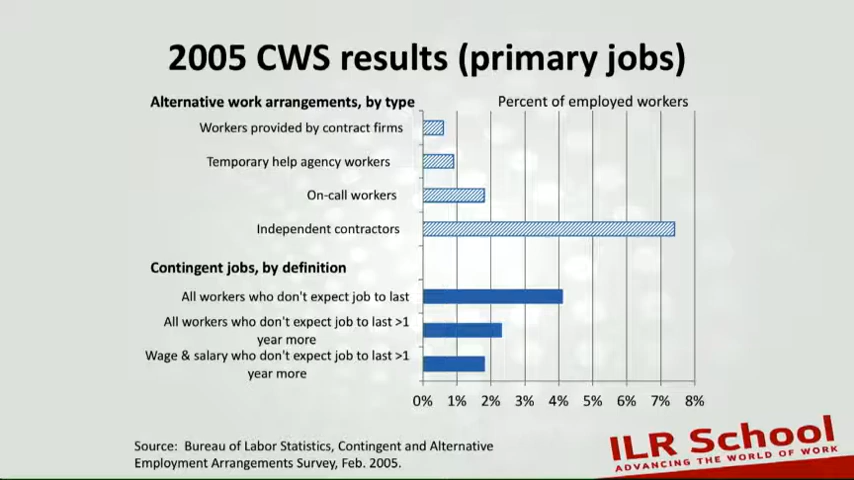 2005 CWS results (primary jobs)
Alternative work arrangements, by type
Percent of employed workers
Workers provided by contract firms
Temporary help agency workers
On-call workers
Independent contractors
Contingent jobs, by definition
All workers who don't expect job to last
All workers who don't expect job to last >1
year more
Wage & salary who don't expect job to last >1
year more
0% 1% 2% 3% 4% 5% 6% 7% 8%
Source: Bureau of Labor Statistics, Contingent and Alternative
Employment Arrangements Survey, Feb. 2005.
ILR School
ADVANCING THE WORLD OF WORK